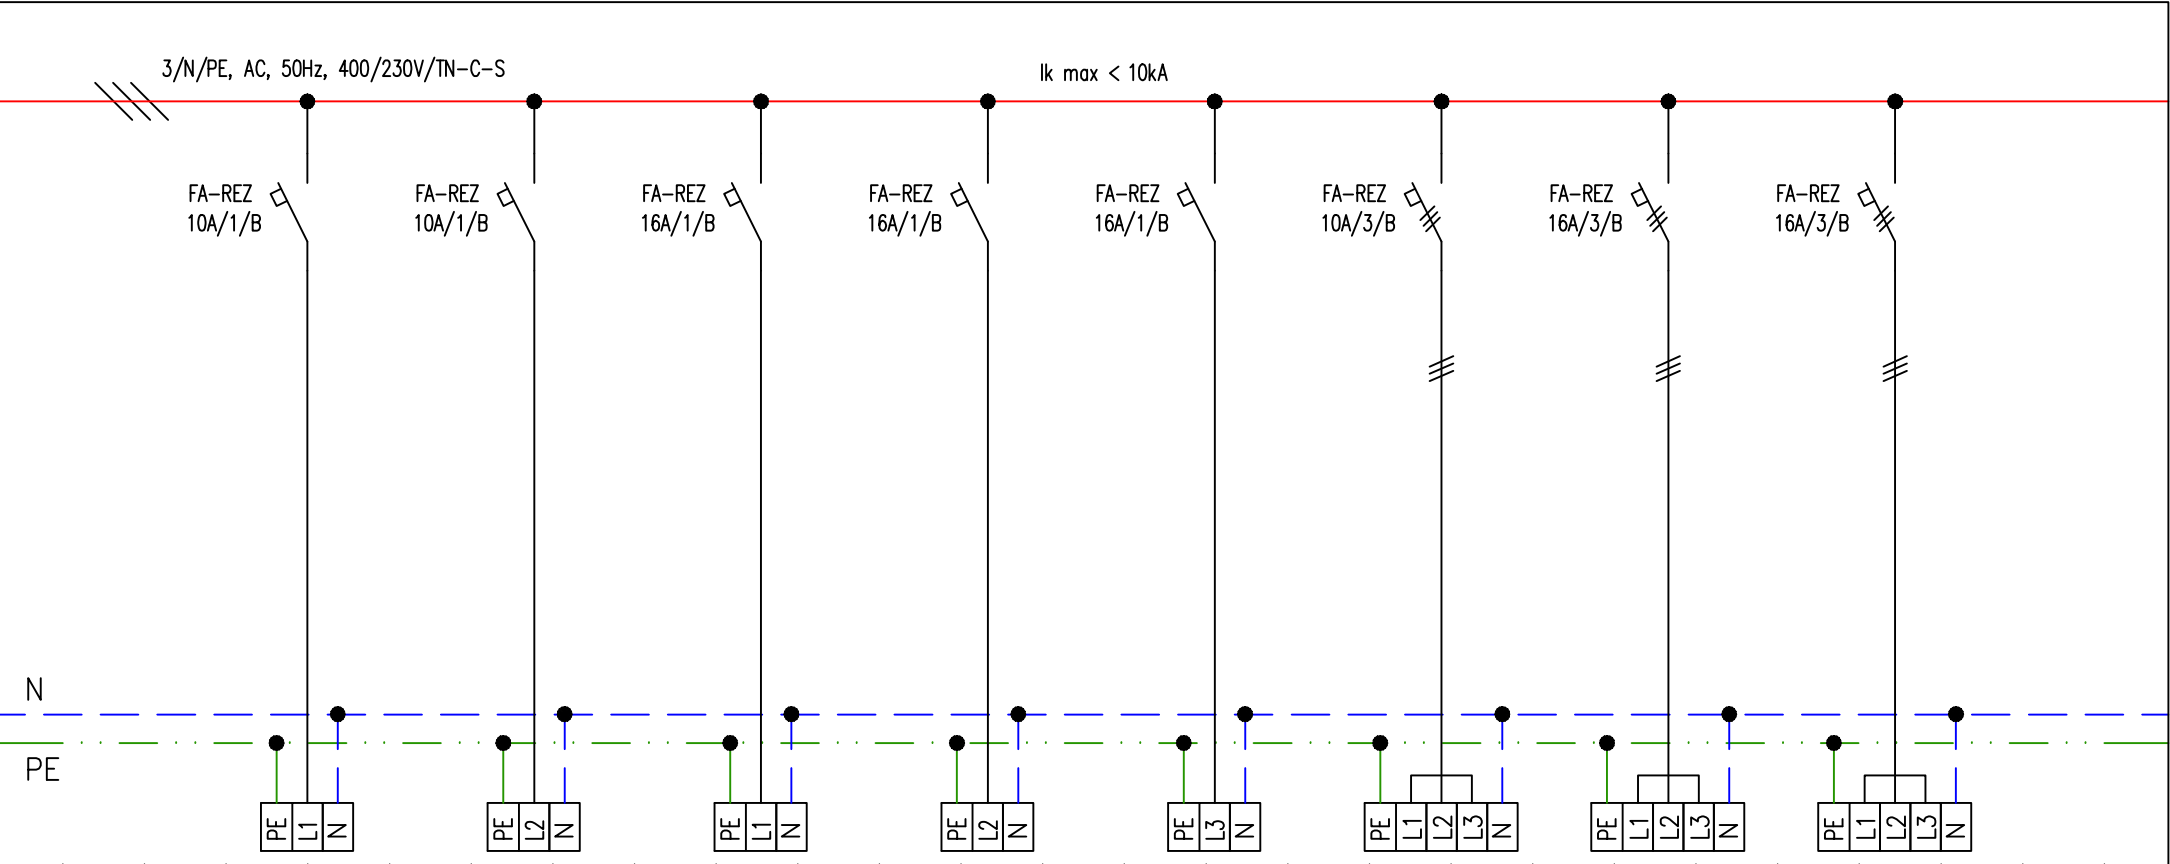 3/N/PE, AC, 50Hz, 400/230V/TN-C-S
Ik max < 10kA
FA-REZ
10A/1/B
FA-REZ
10A/1/B
FA-REZ
16A/1/B
FA-REZ
16A/1/B
FA-REZ
16A/1/B
FA-REZ
10A/3/B
FA-REZ
16A/3/B
FA-REZ
16A/3/B
N
PE
PE L1 N
PE L2 N
PE L1 N
PE L2 N
PE L3 N
PE L1 L2 L3 N
PE L1 L2 L3 N
PE L1 L2 L3 N